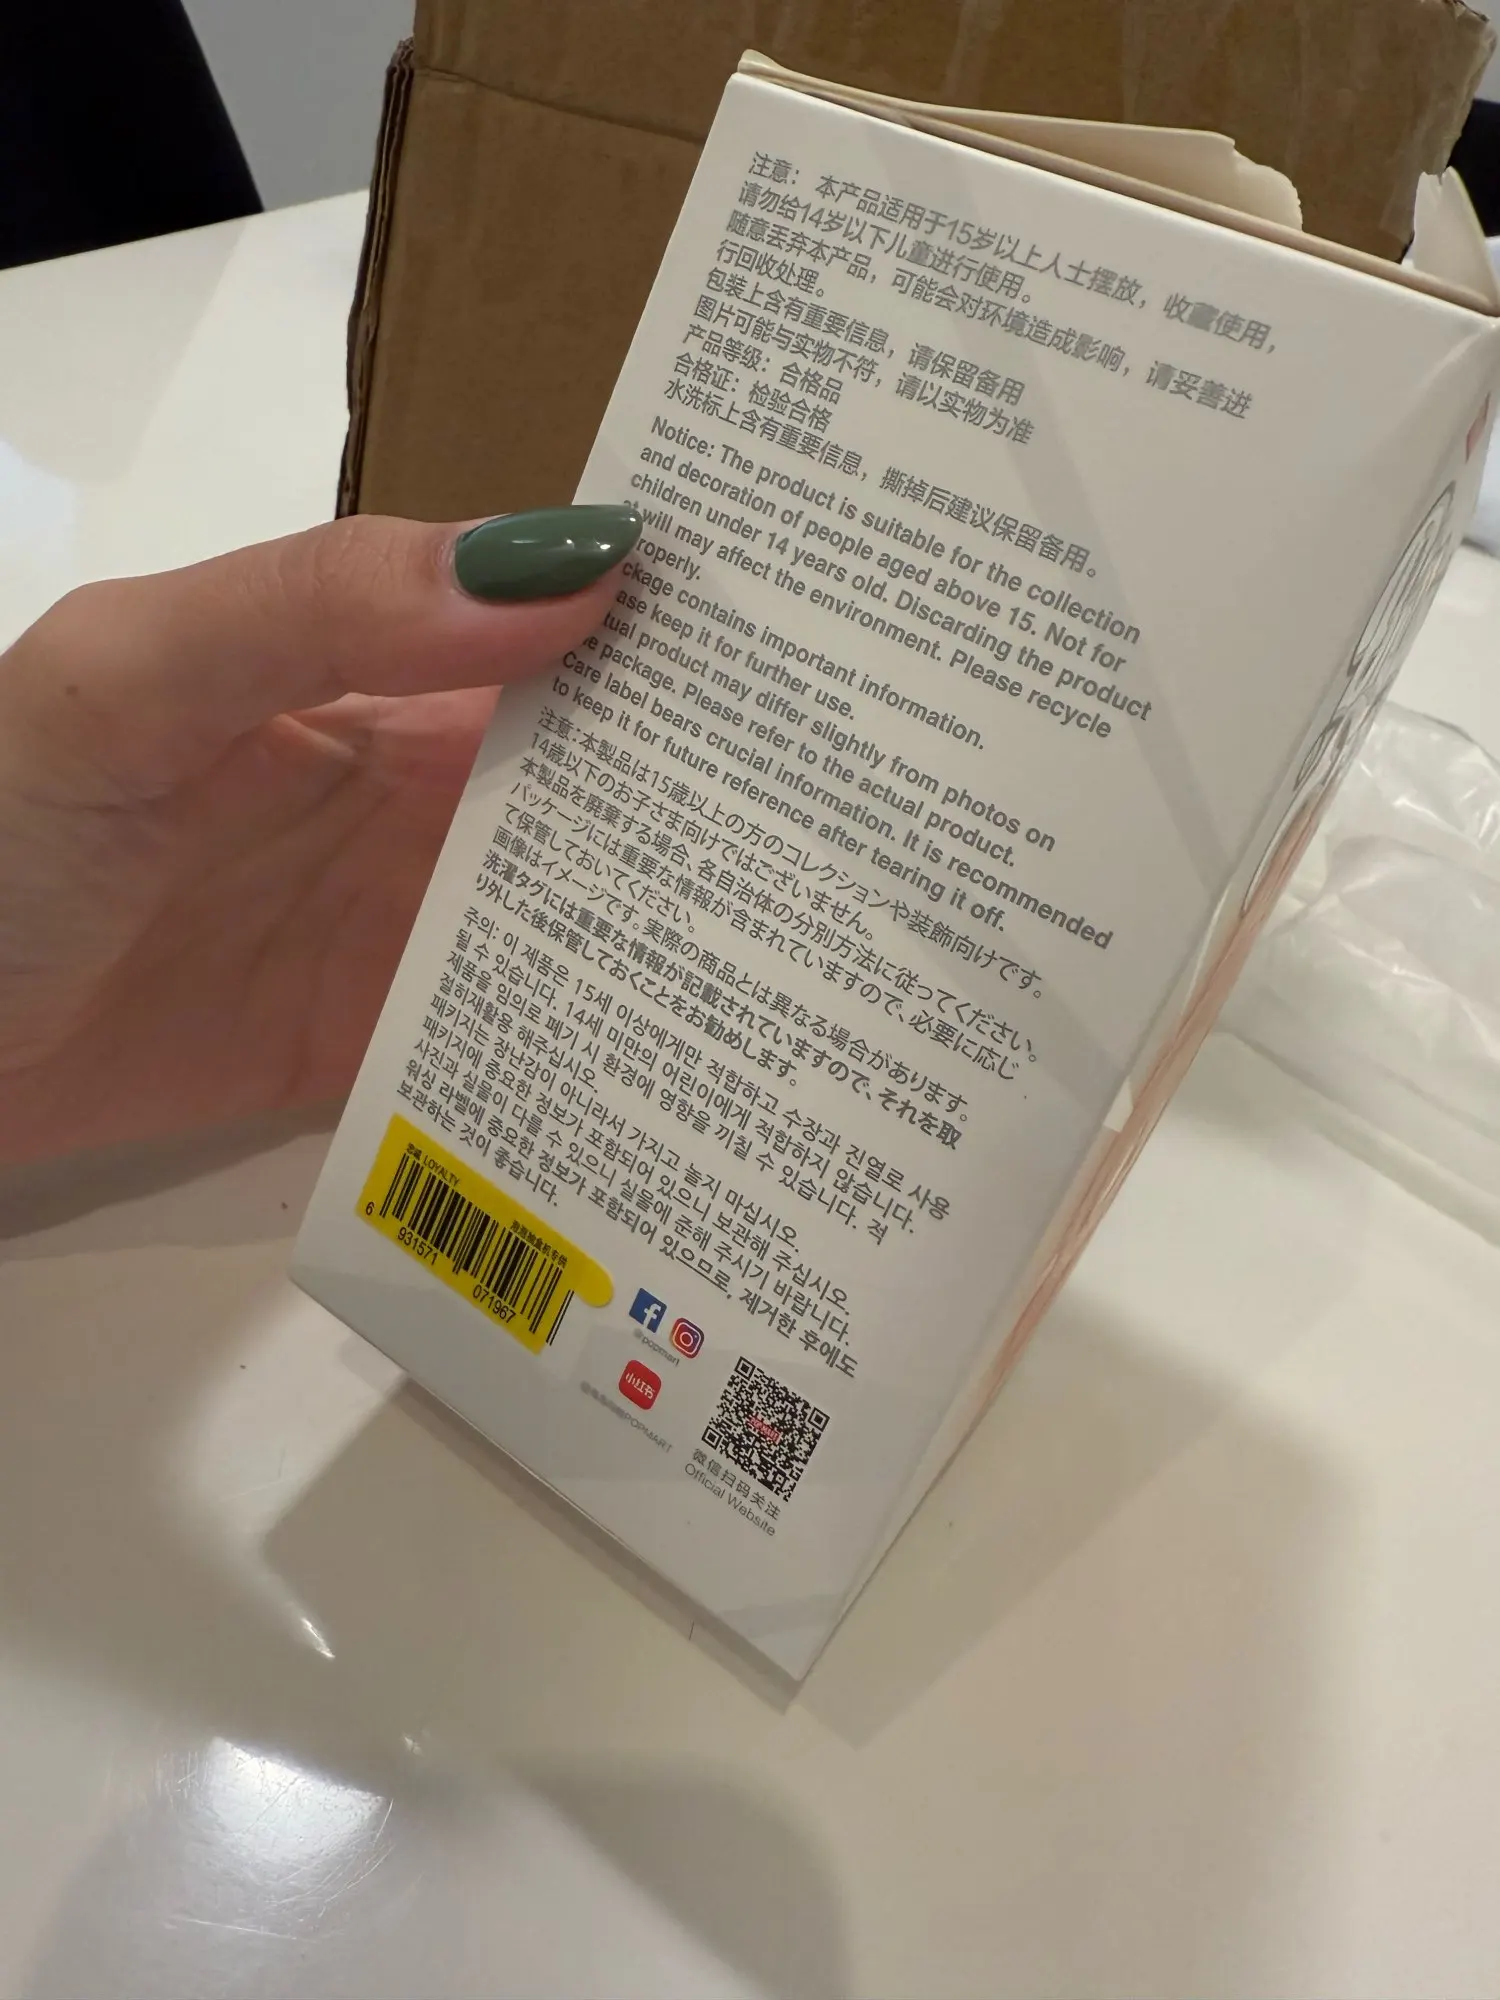 注意： 本产品适用于15岁以上人士摆放，收藏使用，
请勿给14岁以下儿童进行使用。
随意丢弃本产品，可能会对环境造成影响，请妥善进
行回收处理。
包装上含有重要信息，请保留备用
图片可能与实物不符，请以实物为准
产品等级：合格品
合格证：检验合格
水洗标上含有重要信息，撕掉后建议保留备用。
Notice: The product is suitable for the collection
and decoration of people aged above 15. Not for
children under 14 years old. Discarding the product
at will may affect the environment. Please recycle
roperly.
ckage contains important information.
ase keep it for further use.
tual product may differ slightly from photos on
e package. Please refer to the actual product.
Care label bears crucial information. It is recommended
to keep it for future reference after tearing it off.
注意：本製品は15歳以上の方のコレクションや装飾向けです。
14歳以下のお子さま向けではございません。
本製品を廃棄する場合、各自治体の分別方法に従ってください。
パッケージには重要な情報が含まれていますので、必要に応じ
て保管しておいてください。
画像はイメージです。実際の商品とは異なる場合があります。
洗濯タグには重要な情報が記載されていますので、それを取
り外した後保管しておくことをお勧めします。
주의: 이 제품은 15세 이상에게만 적합하고 수장과 진열로 사용
될 수 있습니다. 14세 미만의 어린이에게 적합하지 않습니다.
제품을 임의로 폐기 시 환경에 영향을 끼칠 수 있습니다. 적
절히재활용 해주십시오.
패키지는 장난감이 아니라서 가지고 놀지 마십시오.
패키지에 중요한 정보가 포함되어 있으니 보관해 주십시오.
사진과 실물이 다를 수 있으니 실물에 준해 주시기 바랍니다.
워싱 라벨에 중요한 정보가 포함되어 있으므로, 제거한 후에도
보관하는 것이 좋습니다.
忠诚 LOYALTY
泡泡抽盒机专供
6 931571 071967
@popmart
小红书
POPMART
微信扫码关注
Official Website